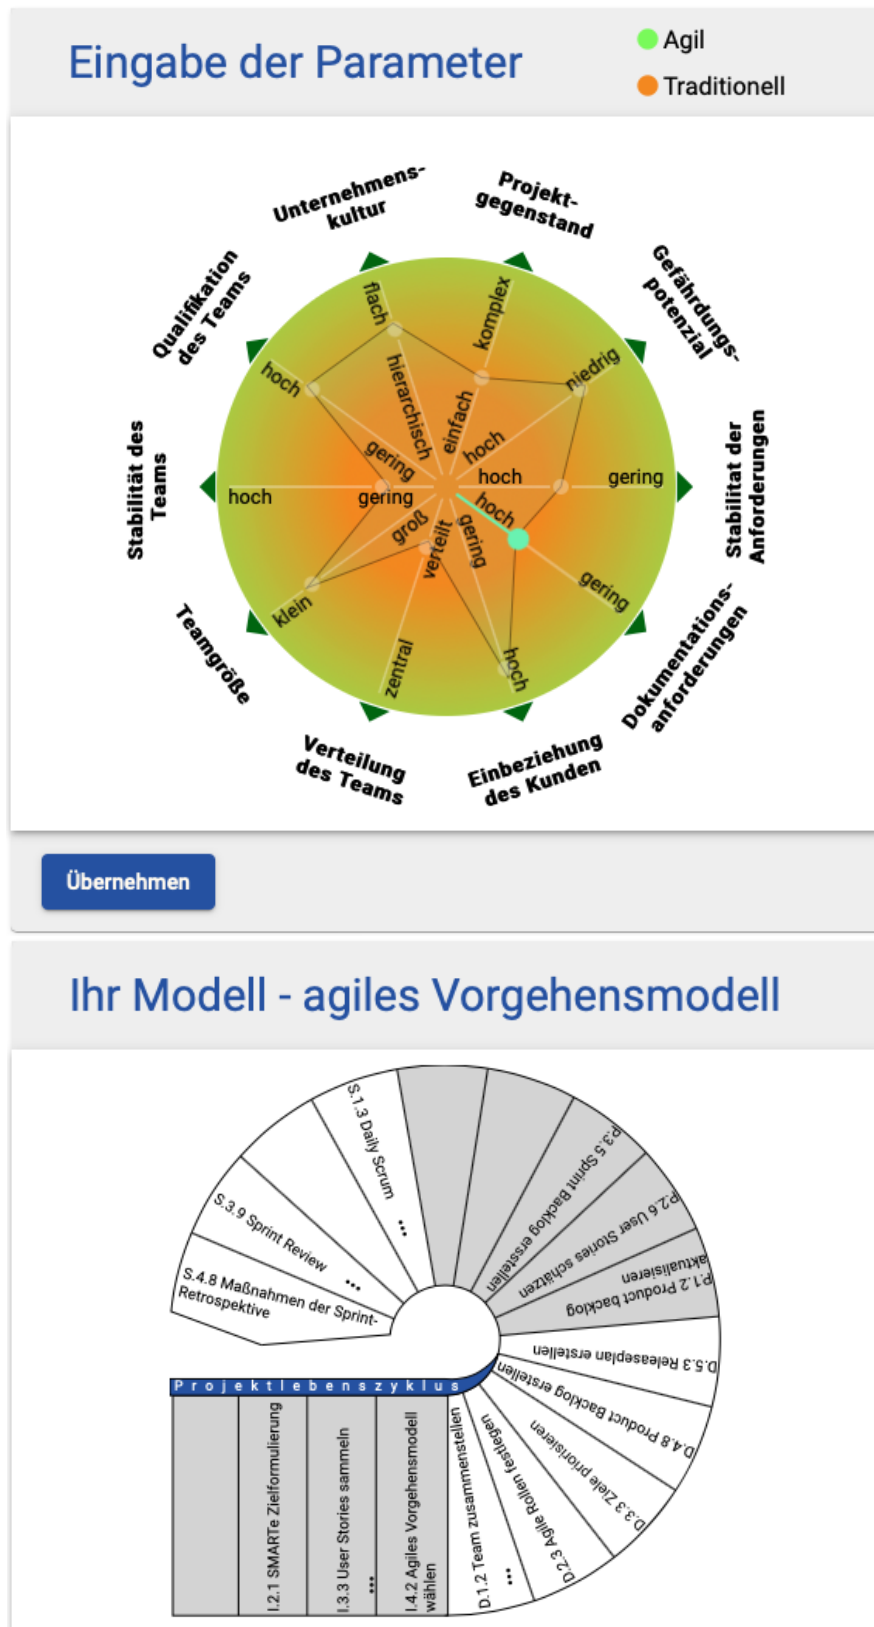 Eingabe der Parameter
Agil
Traditionell
Unternehmens-
kultur
Projekt-
gegenstand
Gefährdungs-
potenzial
Stabilitat der
Anforderungen
Dokumentations-
anforderungen
Einbeziehung
des Kunden
Verteilung
des Teams
Teamgröße
Stabilität des
Teams
Qualifikation
des Teams
flach
hierarchisch
komplex
einfach
niedrig
hoch
gering
hoch
gering
hoch
hoch
gering
zentral
verteilt
klein
groß
hoch
gering
hoch
gering
Übernehmen
Ihr Modell - agiles Vorgehensmodell
Projektlebenszyklus
I.2.1 SMARTe Zielformulierung
I.3.3 User Stories sammeln
...
I.4.2 Agiles Vorgehensmodell
wählen
D.1.2 Team zusammenstellen
...
D.2.3 Agile Rollen festlegen
D.3.3 Ziele priorisieren
D.4.8 Product Backlog erstellen
D.5.3 Releaseplan erstellen
P.1.2 Product backlog
aktualisieren
P.2.6 User Stories schätzen
P.3.5 Sprint Backlog ersstellen
S.1.3 Daily Scrum
...
S.3.9 Sprint Review
...
S.4.8 Maßnahmen der Sprint-
Retrospektive